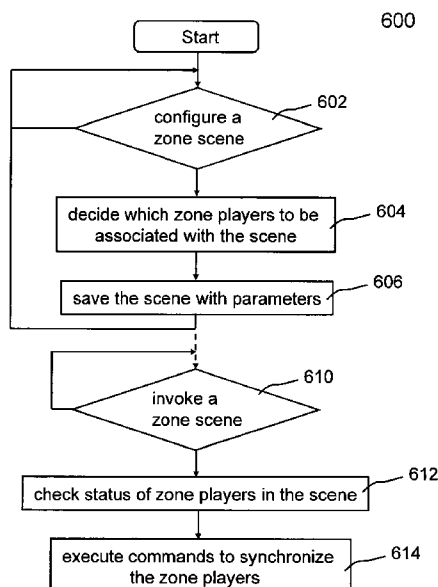 600
Start
configure a
zone scene
602
decide which zone players to be
associated with the scene
604
save the scene with parameters
606
invoke a
zone scene
610
check status of zone players in the scene
612
execute commands to synchronize
the zone players
614